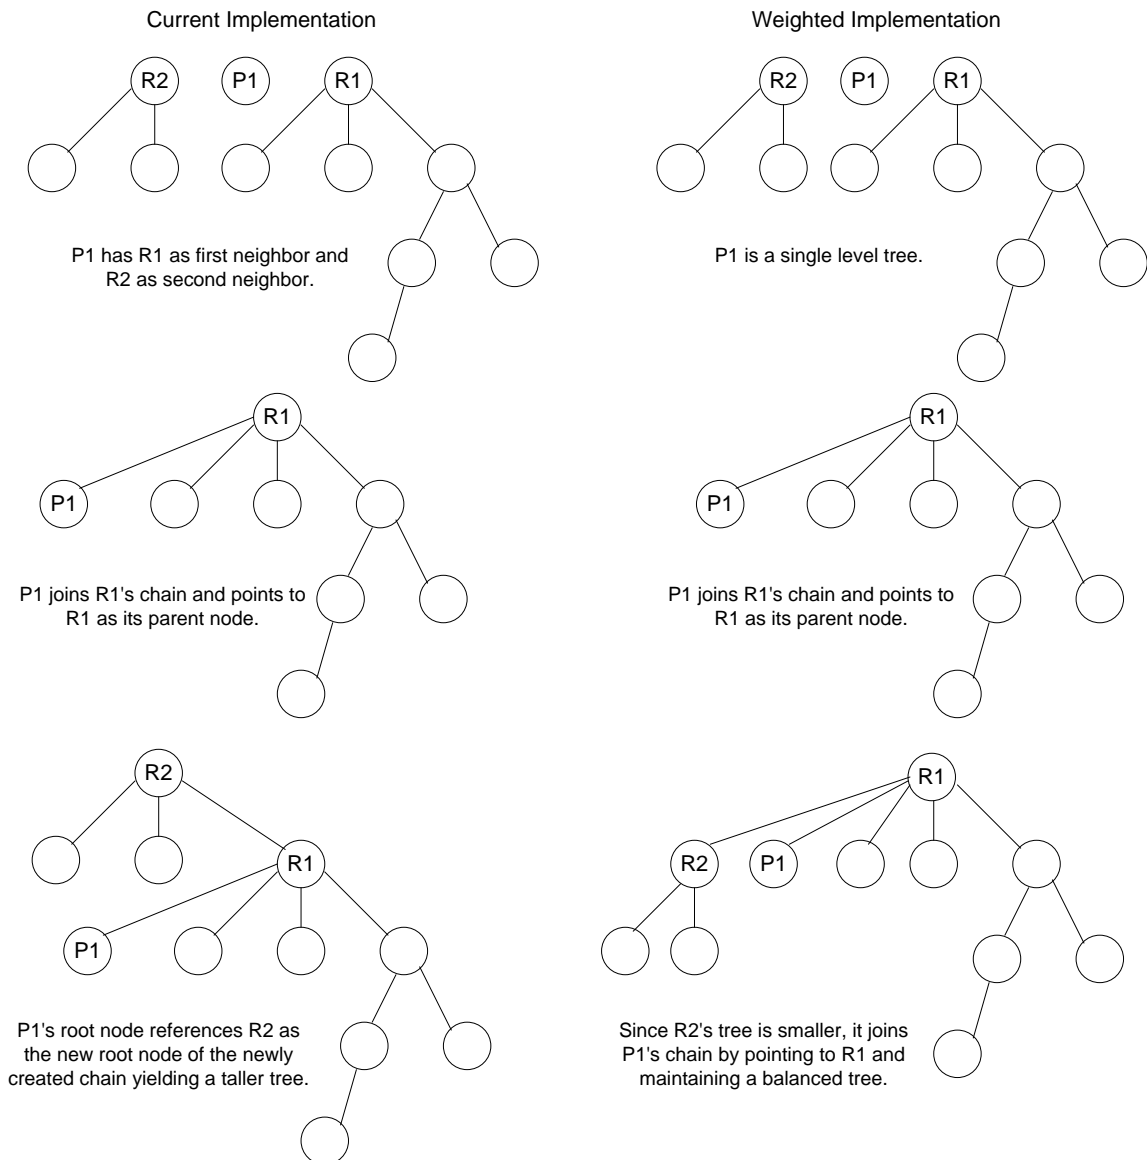 Current Implementation
R2
P1
R1
P1 has R1 as first neighbor and
R2 as second neighbor.
R1
P1
P1 joins R1's chain and points to
R1 as its parent node.
R2
R1
P1
P1's root node references R2 as
the new root node of the newly
created chain yielding a taller tree.
Weighted Implementation
R2
P1
R1
P1 is a single level tree.
R1
P1
P1 joins R1's chain and points to
R1 as its parent node.
R1
R2
P1
Since R2's tree is smaller, it joins
P1's chain by pointing to R1 and
maintaining a balanced tree.